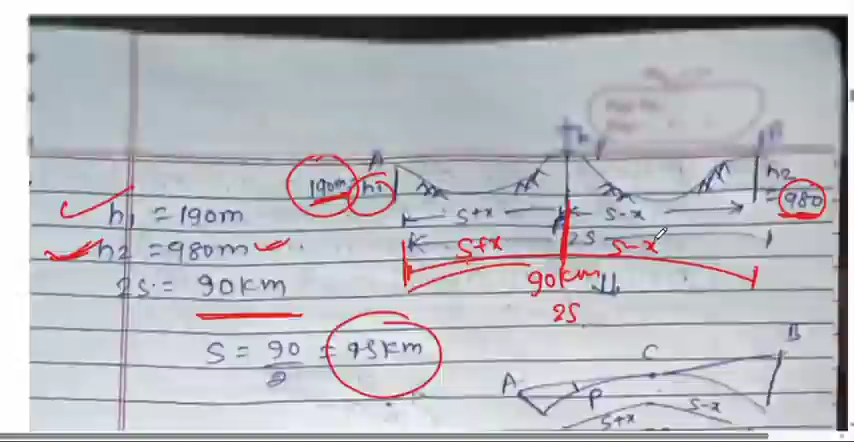 A
190m h1
h2
= 980
S+x S-x
h1 = 190m
h2 = 980m
2S
S+x S-x
2S = 90km
90km
2S
S = 90/2 = 45km
A P C B
S+x S-x